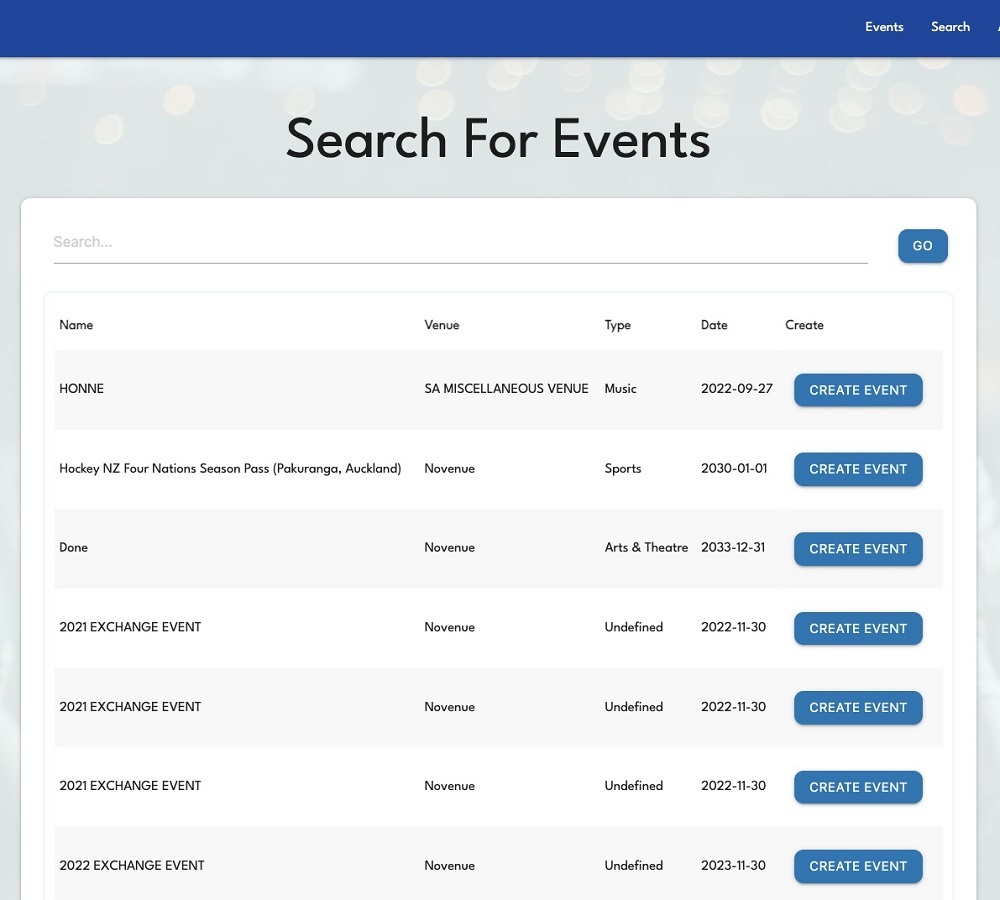 Events Search
Search For Events
Search...
GO
Name Venue Type Date Create
HONNE SA MISCELLANEOUS VENUE Music 2022-09-27 CREATE EVENT
Hockey NZ Four Nations Season Pass (Pakuranga, Auckland) Novenue Sports 2030-01-01 CREATE EVENT
Done Novenue Arts & Theatre 2033-12-31 CREATE EVENT
2021 EXCHANGE EVENT Novenue Undefined 2022-11-30 CREATE EVENT
2021 EXCHANGE EVENT Novenue Undefined 2022-11-30 CREATE EVENT
2021 EXCHANGE EVENT Novenue Undefined 2022-11-30 CREATE EVENT
2022 EXCHANGE EVENT Novenue Undefined 2023-11-30 CREATE EVENT